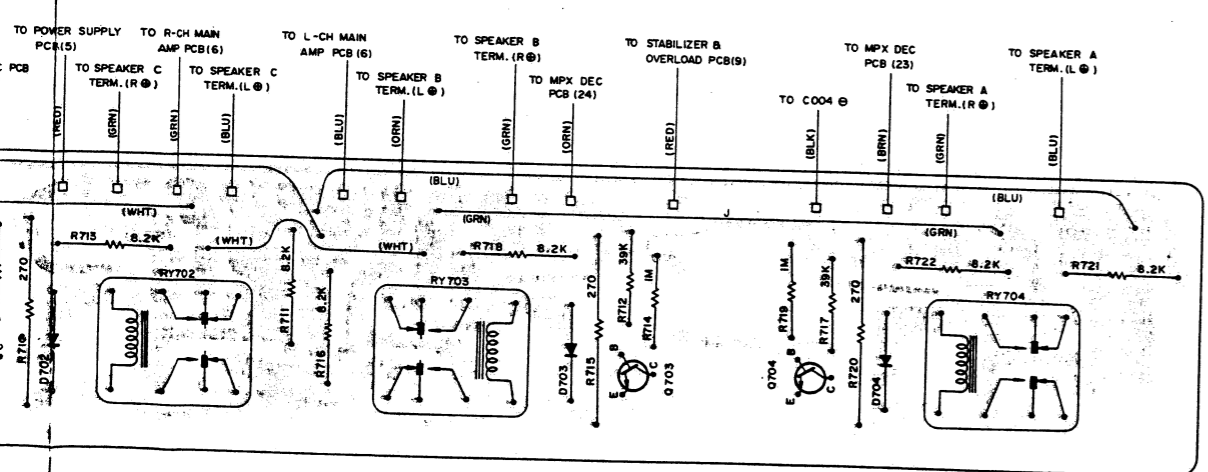 TO POWER SUPPLY
PCB(5)
TO R-CH MAIN
AMP PCB(6)
TO L-CH MAIN
AMP PCB (6)
TO SPEAKER B
TERM.(R⊕)
TO STABILIZER &
OVERLOAD PCB(9)
TO MPX DEC
PCB (23)
TO SPEAKER A
TERM.(L⊕)
PCB
TO SPEAKER C
TERM.(R⊕)
TO SPEAKER C
TERM.(L⊕)
TO SPEAKER B
TERM.(L⊕)
TO MPX DEC
PCB (24)
TO C004 ⊖
TO SPEAKER A
TERM.(R⊕)
(RED)
(GRN)
(GRN)
(BLU)
(BLU)
(ORN)
(GRN)
(ORN)
(RED)
(BLK)
(BRN)
(GRN)
(BLU)
(BLU)
(BLU)
(WHT)
(GRN)
J
(GRN)
R713 8.2K
(WHT)
(WHT)
R718 8.2K
R722 8.2K
R721 8.2K
270
RY702
8.2K
8.2K
RY703
270
39K
1M
1M
39K
270
RY704
R711
R712
R714
R719
R717
D702
R716
D703
R715
B
C
E
Q703
Q704
B
C
E
R720
D704